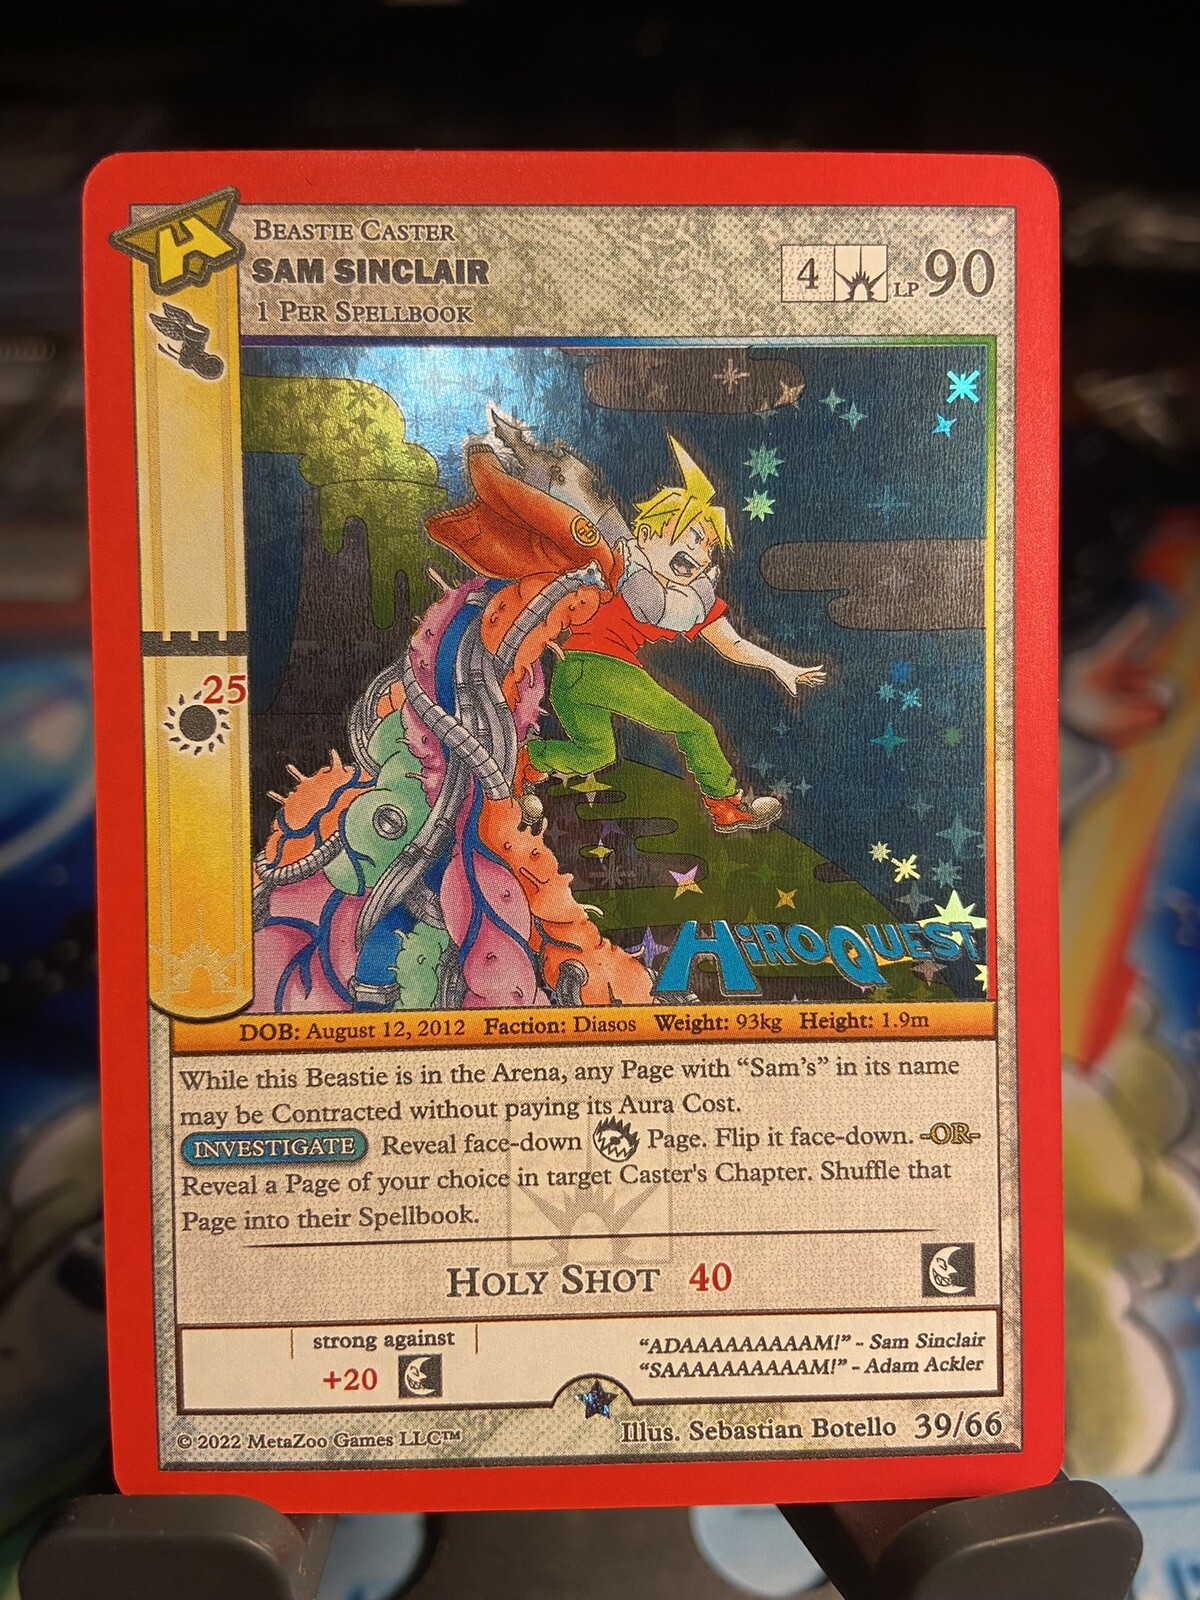 BEASTIE CASTER
SAM SINCLAIR
1 PER SPELLBOOK
4 LP 90
25
HIROQUEST
DOB: August 12, 2012 Faction: Diasos Weight: 93kg Height: 1.9m
While this Beastie is in the Arena, any Page with “Sam's” in its name
may be Contracted without paying its Aura Cost.
INVESTIGATE Reveal face-down Page. Flip it face-down. -OR-
Reveal a Page of your choice in target Caster's Chapter. Shuffle that
Page into their Spellbook.
HOLY SHOT 40
strong against
+20
“ADAAAAAAAAAM!” - Sam Sinclair
“SAAAAAAAAAAM!” - Adam Ackler
© 2022 MetaZoo Games LLC™
Illus. Sebastian Botello 39/66